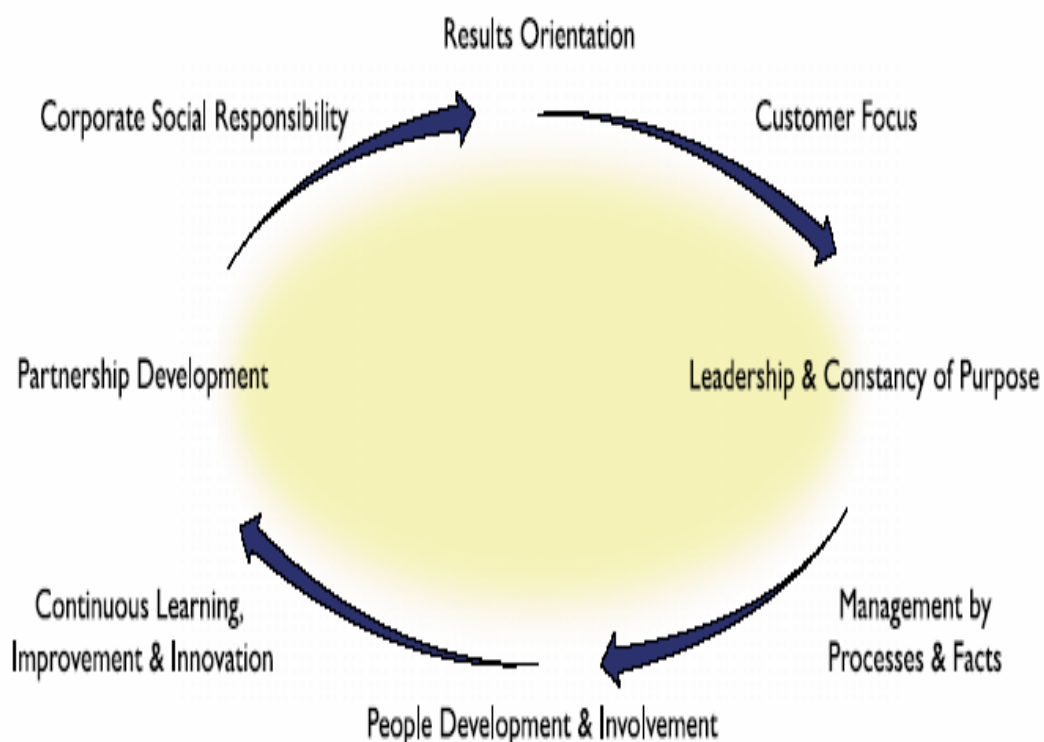 Results Orientation
Corporate Social Responsibility
Customer Focus
Partnership Development
Leadership & Constancy of Purpose
Continuous Learning,
Improvement & Innovation
Management by
Processes & Facts
People Development & Involvement